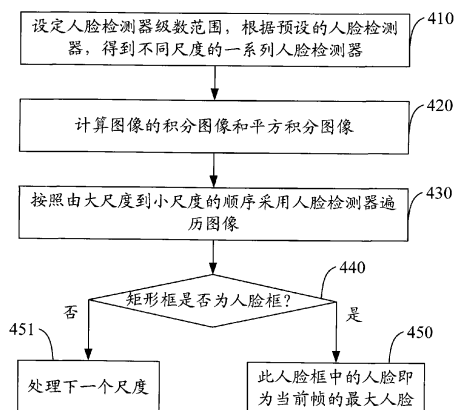 设定人脸检测器级数范围，根据预设的人脸检测
器，得到不同尺度的一系列人脸检测器
410
计算图像的积分图像和平方积分图像
420
按照由大尺度到小尺度的顺序采用人脸检测器遍
历图像
430
矩形框是否为人脸框？
440
否
是
451
处理下一个尺度
450
此人脸框中的人脸即
为当前帧的最大人脸